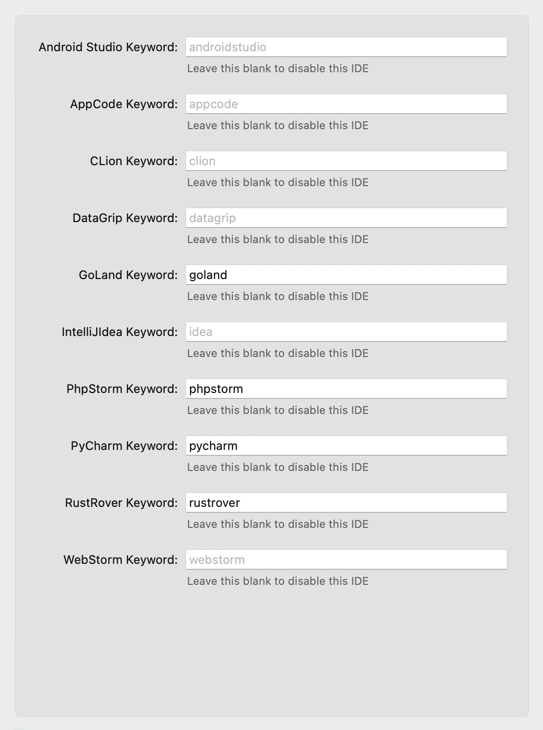 Android Studio Keyword: androidstudio
Leave this blank to disable this IDE
AppCode Keyword: appcode
Leave this blank to disable this IDE
CLion Keyword: clion
Leave this blank to disable this IDE
DataGrip Keyword: datagrip
Leave this blank to disable this IDE
GoLand Keyword: goland
Leave this blank to disable this IDE
IntelliJIdea Keyword: idea
Leave this blank to disable this IDE
PhpStorm Keyword: phpstorm
Leave this blank to disable this IDE
PyCharm Keyword: pycharm
Leave this blank to disable this IDE
RustRover Keyword: rustrover
Leave this blank to disable this IDE
WebStorm Keyword: webstorm
Leave this blank to disable this IDE